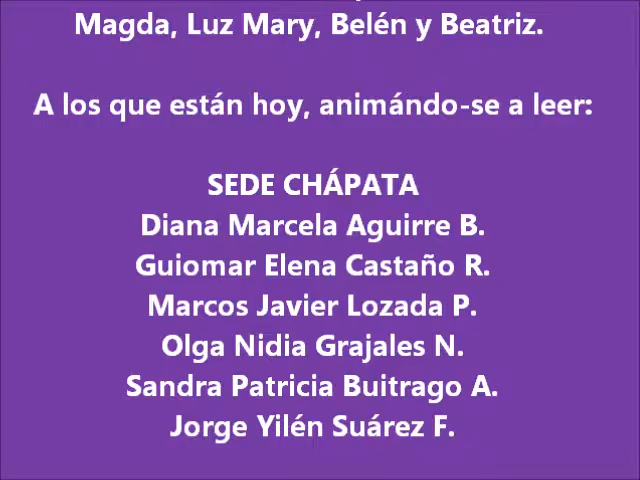 Magda, Luz Mary, Belén y Beatriz.
A los que están hoy, animándo-se a leer:
SEDE CHÁPATA
Diana Marcela Aguirre B.
Guiomar Elena Castaño R.
Marcos Javier Lozada P.
Olga Nidia Grajales N.
Sandra Patricia Buitrago A.
Jorge Yilén Suárez F.